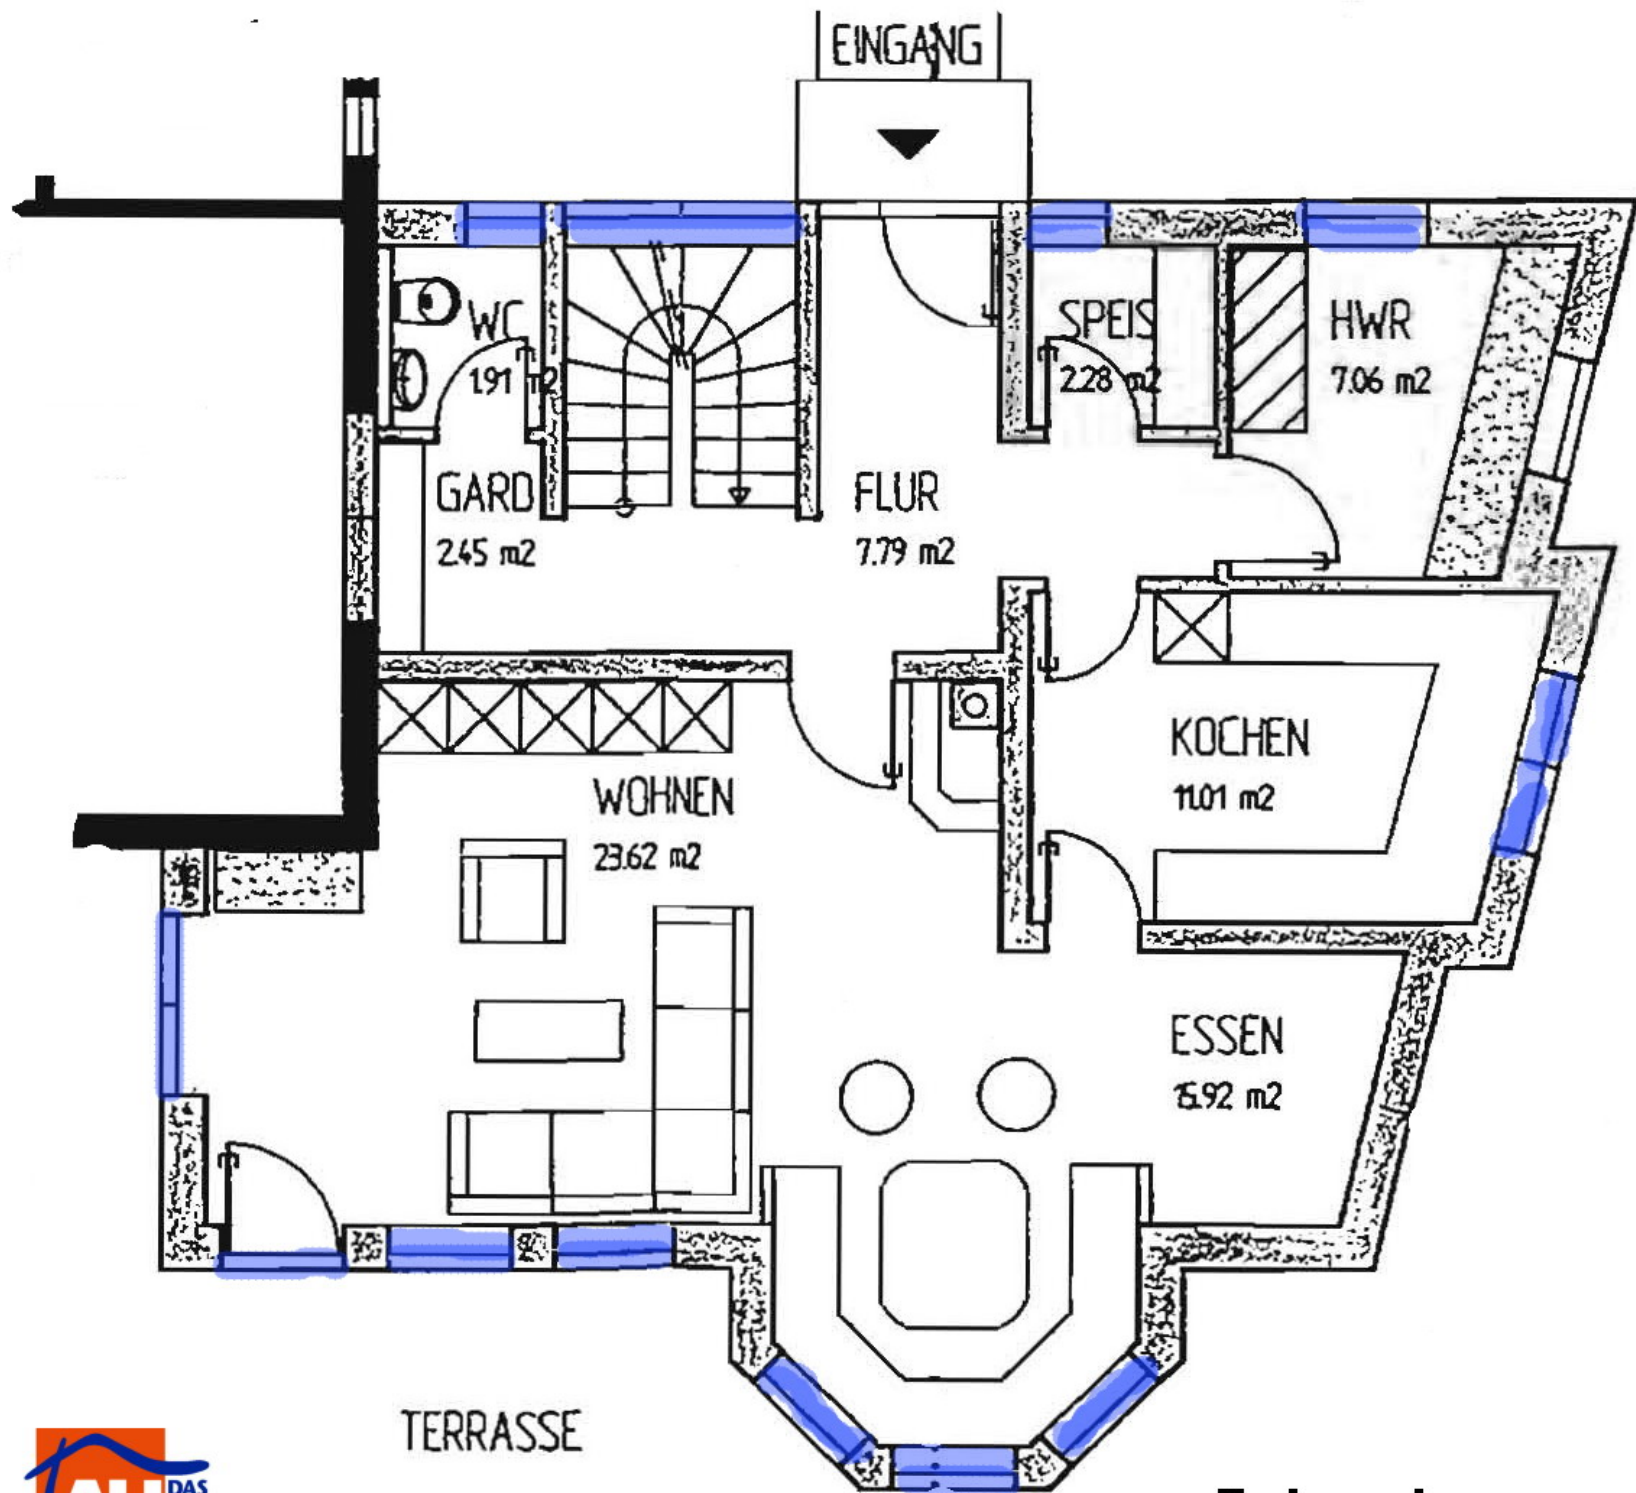 EINGANG
WC
1.91 m2
SPEIS
2.28 m2
HWR
7.06 m2
GARD
2.45 m2
FLUR
7.79 m2
KOCHEN
11.01 m2
WOHNEN
23.62 m2
ESSEN
15.92 m2
TERRASSE
DAS